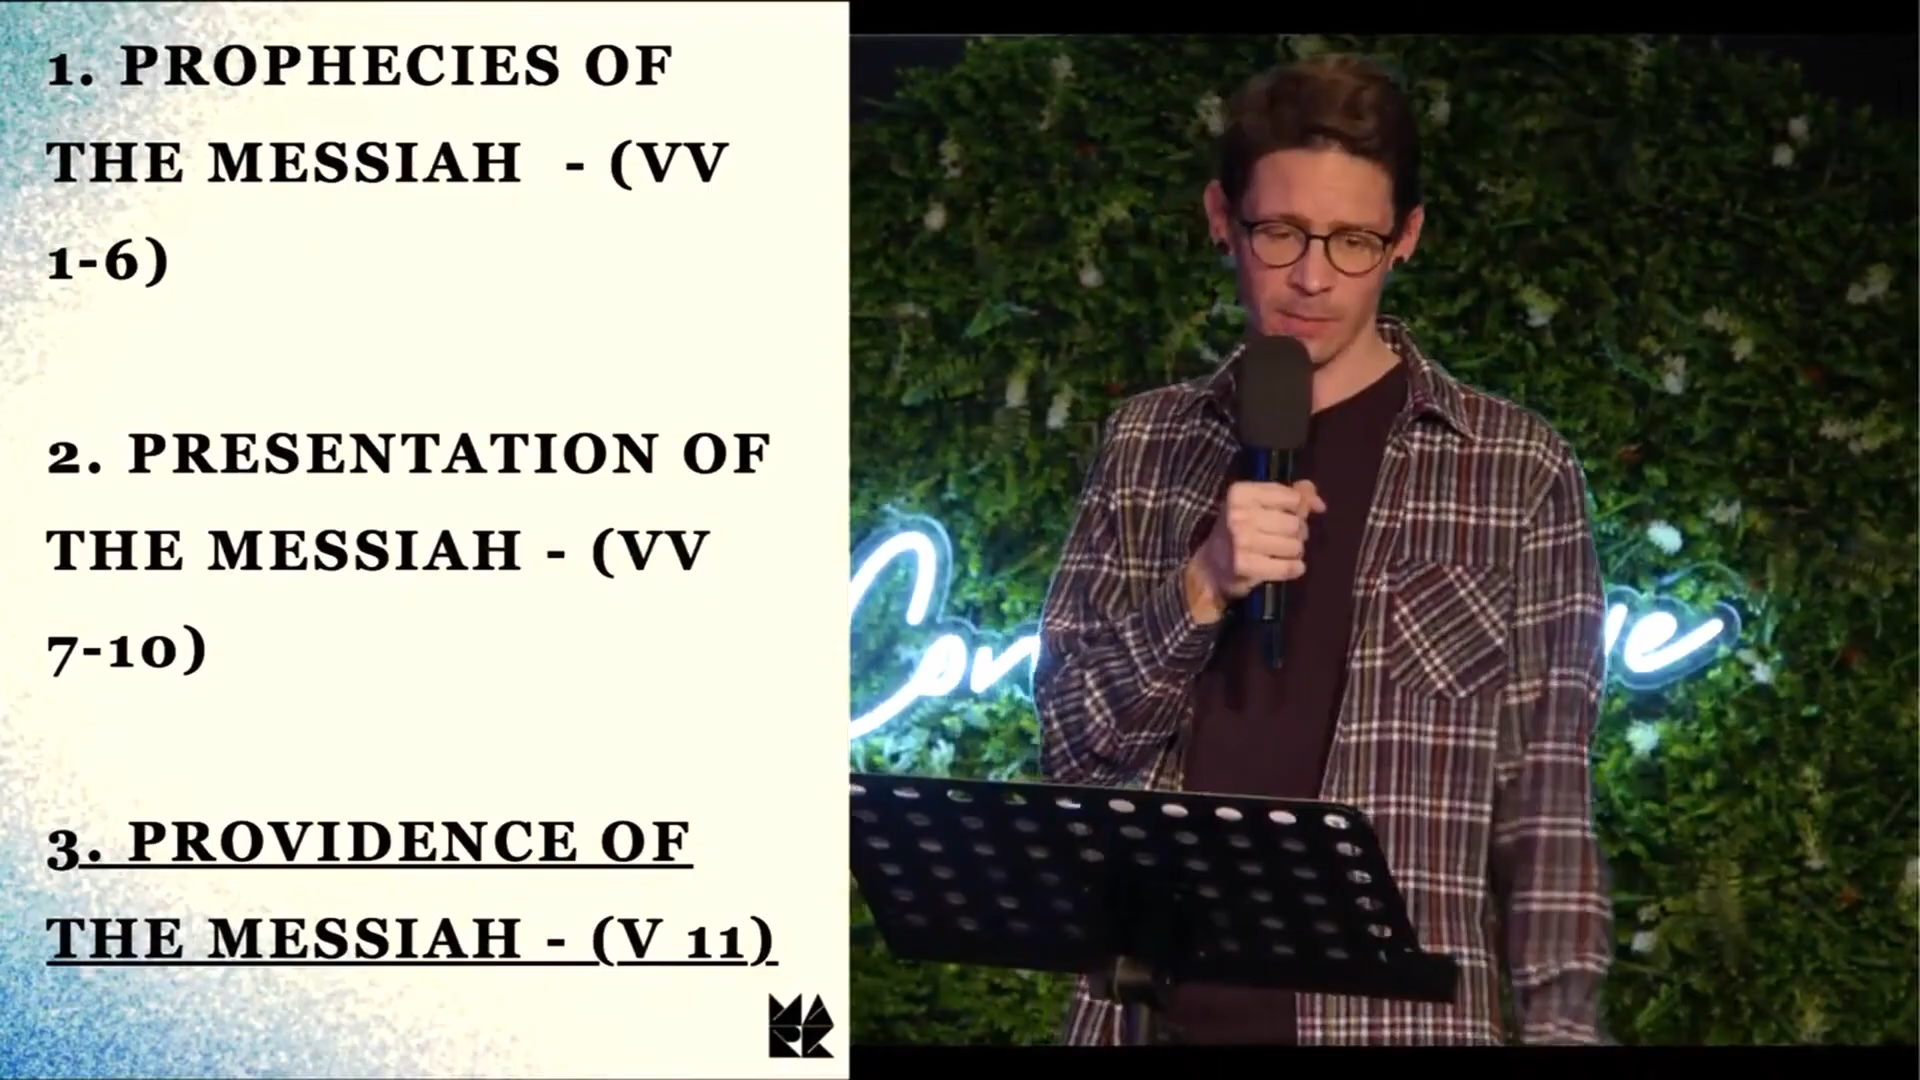 1. PROPHECIES OF
THE MESSIAH  - (VV
1-6)
2. PRESENTATION OF
THE MESSIAH - (VV
7-10)
3. PROVIDENCE OF
THE MESSIAH - (V 11)
MARK